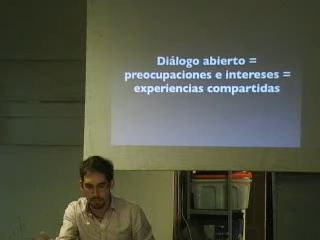 Diálogo abierto =
preocupaciones e intereses =
experiencias compartidas